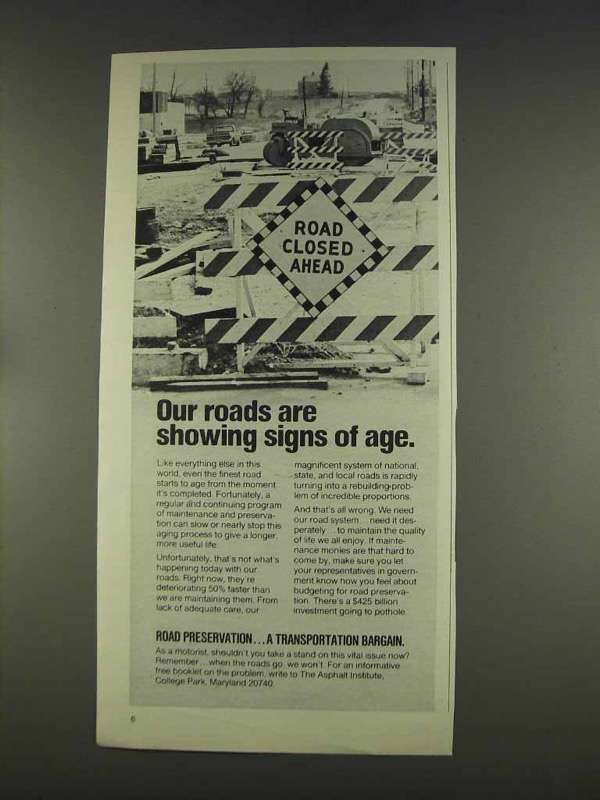 ROAD
CLOSED
AHEAD
Our roads are
showing signs of age.
Like everything else in this
world, even the finest road
starts to age from the moment
it's completed. Fortunately, a
regular and continuing program
of maintenance and preserva-
tion can slow or nearly stop this
aging process to give a longer,
more useful life.
Unfortunately, that's not what's
happening today with our
roads. Right now, they're
deteriorating 50% faster than
we are maintaining them. From
lack of adequate care, our
magnificent system of national,
state, and local roads is rapidly
turning into a rebuilding prob-
lem of incredible proportions.
And that's all wrong. We need
our road system... need it des-
perately... to maintain the quality
of life we all enjoy. If mainte-
nance monies are that hard to
come by, make sure you let
your representatives in govern-
ment know how you feel about
budgeting for road preserva-
tion. There's a $425 billion
investment going to pothole.
ROAD PRESERVATION...A TRANSPORTATION BARGAIN.
As a motorist, shouldn't you take a stand on this vital issue now?
Remember... when the roads go, we won't. For an informative
free booklet on the problem, write to The Asphalt Institute,
College Park, Maryland 20740.
6